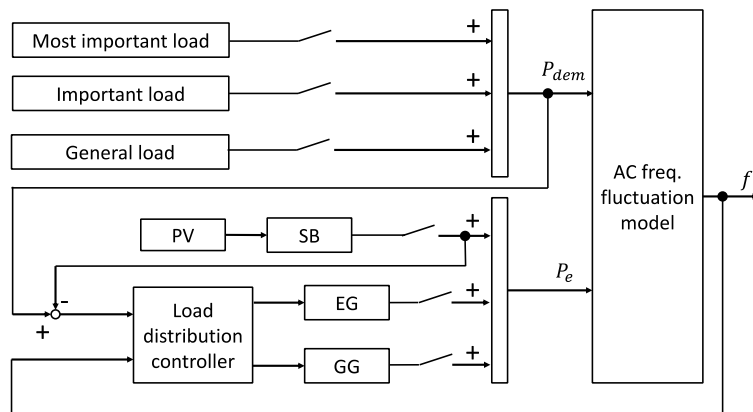 Most important load
+
Important load
+
General load
+
P_dem
AC freq.
fluctuation
model
f
PV
SB
+
-
+
Load
distribution
controller
EG
+
GG
+
P_e